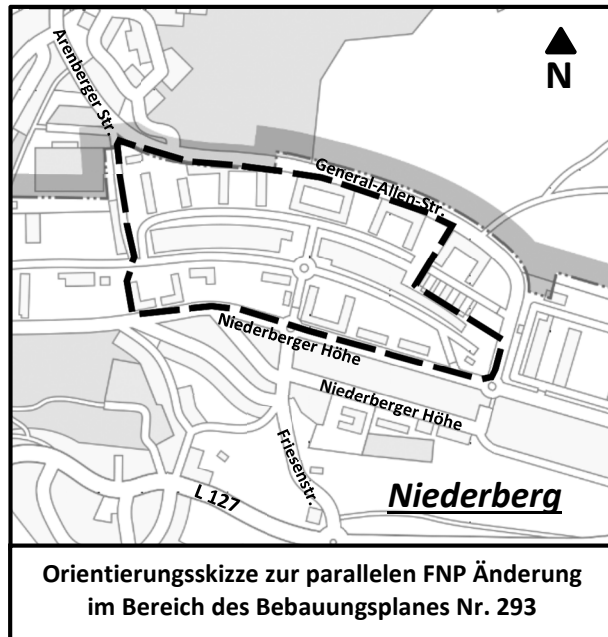 Arenberger Str.
N
General-Allen-Str.
Niederberger Höhe
Niederberger Höhe
Friesenstr.
L 127
Niederberg
Orientierungsskizze zur parallelen FNP Änderung
im Bereich des Bebauungsplanes Nr. 293